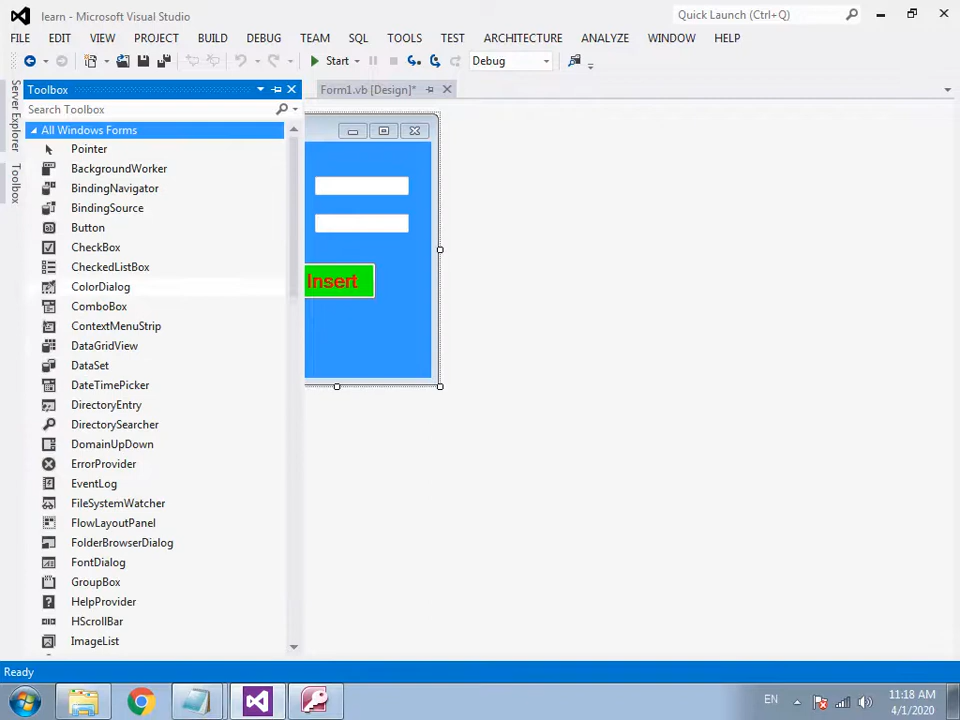 learn - Microsoft Visual Studio
Quick Launch (Ctrl+Q)
FILE EDIT VIEW PROJECT BUILD DEBUG TEAM SQL TOOLS TEST ARCHITECTURE ANALYZE WINDOW HELP
Start Debug
Server Explorer
Toolbox
Toolbox
Form1.vb [Design]*
Search Toolbox
All Windows Forms
Pointer
BackgroundWorker
BindingNavigator
BindingSource
Button
CheckBox
CheckedListBox
ColorDialog
ComboBox
ContextMenuStrip
DataGridView
DataSet
DateTimePicker
DirectoryEntry
DirectorySearcher
DomainUpDown
ErrorProvider
EventLog
FileSystemWatcher
FlowLayoutPanel
FolderBrowserDialog
FontDialog
GroupBox
HelpProvider
HScrollBar
ImageList
Insert
Ready
EN
11:18 AM
4/1/2020